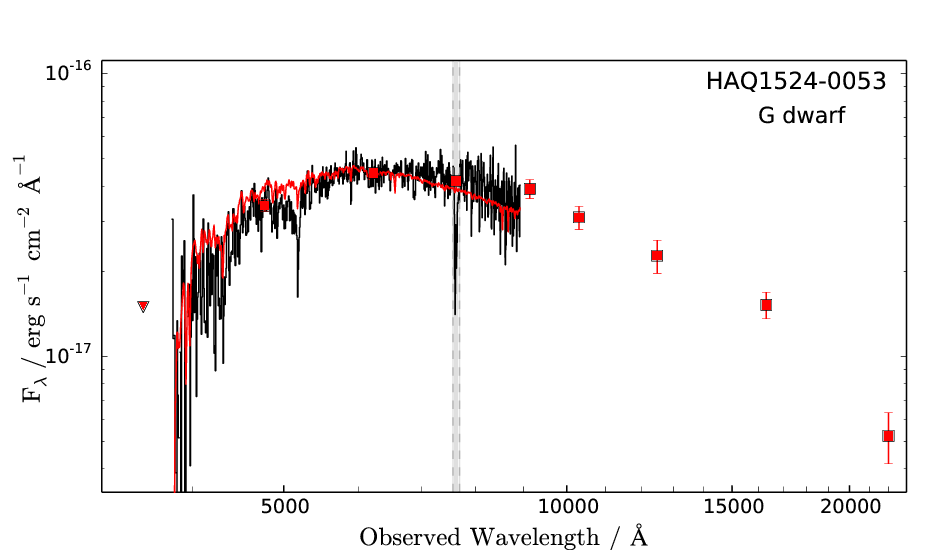 HAQ1524-0053
G dwarf
10⁻¹⁶
10⁻¹⁷
F_λ / erg s⁻¹ cm⁻² Å⁻¹
5000 10000 15000 20000
Observed Wavelength / Å